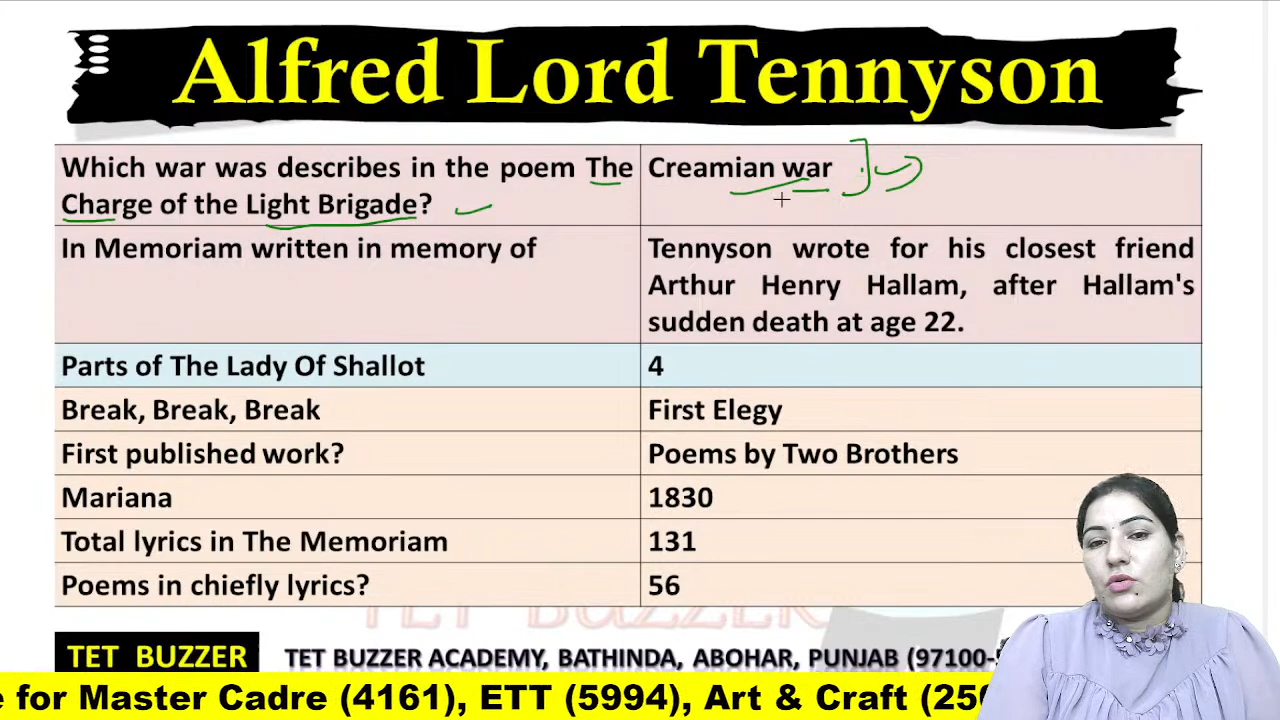 Alfred Lord Tennyson
Which war was describes in the poem The
Charge of the Light Brigade?
Creamian war
In Memoriam written in memory of
Tennyson wrote for his closest friend
Arthur Henry Hallam, after Hallam's
sudden death at age 22.
Parts of The Lady Of Shallot
4
Break, Break, Break
First Elegy
First published work?
Poems by Two Brothers
Mariana
1830
Total lyrics in The Memoriam
131
Poems in chiefly lyrics?
56
TET BUZZER
TET BUZZER
TET BUZZER ACADEMY, BATHINDA, ABOHAR, PUNJAB (97100-
for Master Cadre (4161), ETT (5994), Art & Craft (25